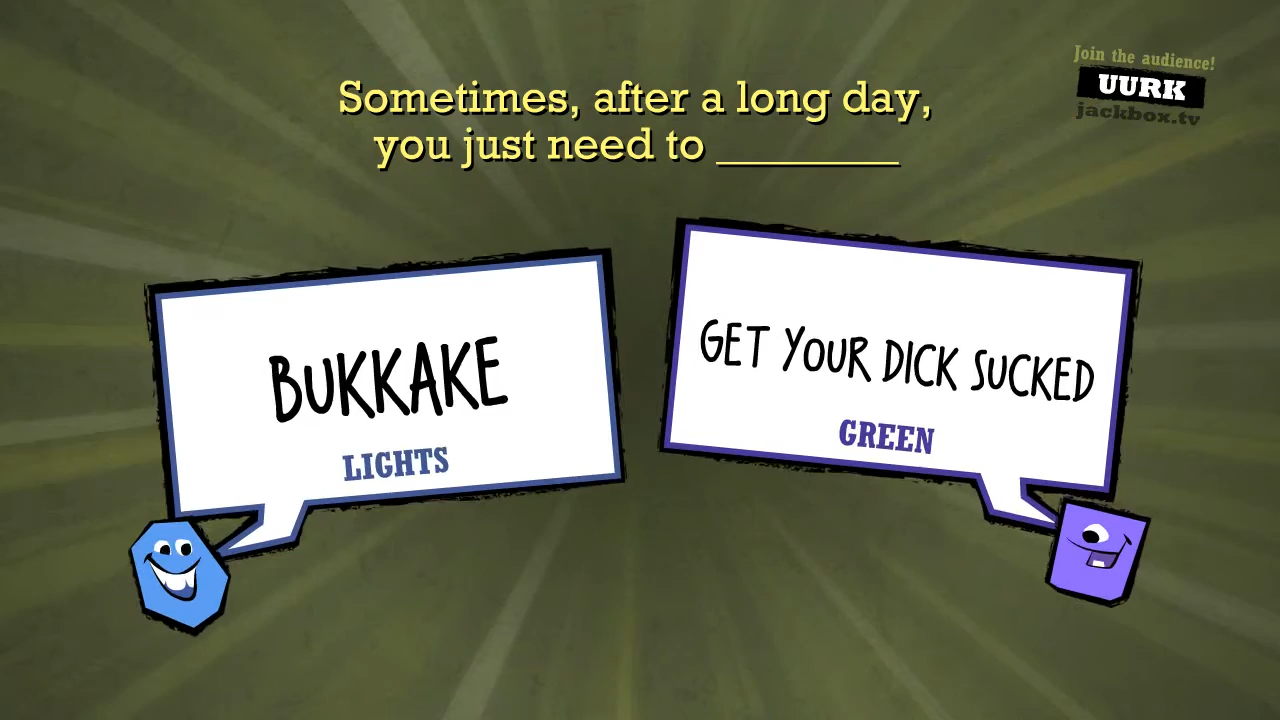 Join the audience!
UURK
jackbox.tv
Sometimes, after a long day,
you just need to _________
BUKKAKE
LIGHTS
GET YOUR DICK SUCKED
GREEN